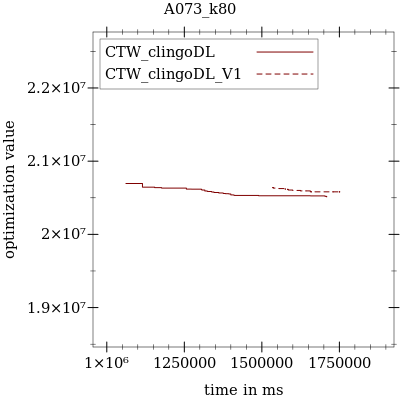 A073_k80
CTW_clingoDL
CTW_clingoDL_V1
2.2×10⁷
2.1×10⁷
2×10⁷
1.9×10⁷
optimization value
1×10⁶ 1250000 1500000 1750000
time in ms